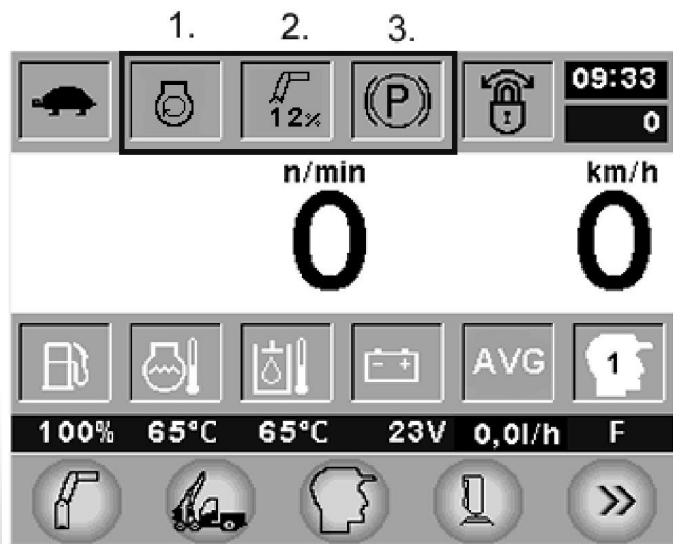 1. 2. 3.
12% (P) 09:33
0
n/min km/h
0 0
AVG 1
100% 65°C 65°C 23V 0,0l/h F